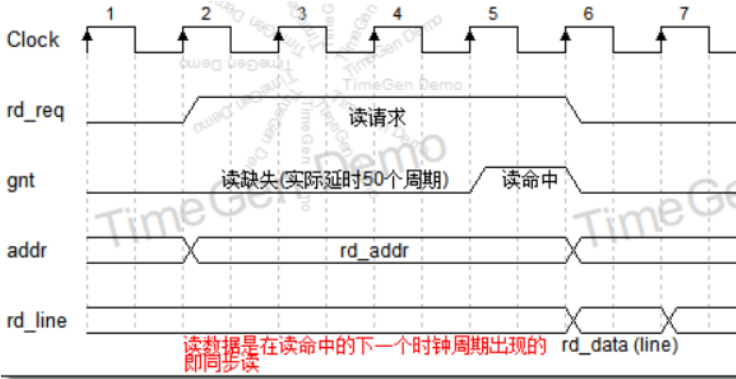 1 2 3 4 5 6 7
Clock
rd_req 读请求
gnt 读缺失(实际延时50个周期) 读命中
addr rd_addr
rd_line rd_data (line)
读数据是在读命中的下一个时钟周期出现的
即同步读
TimeGen Demo
TimeGen Demo